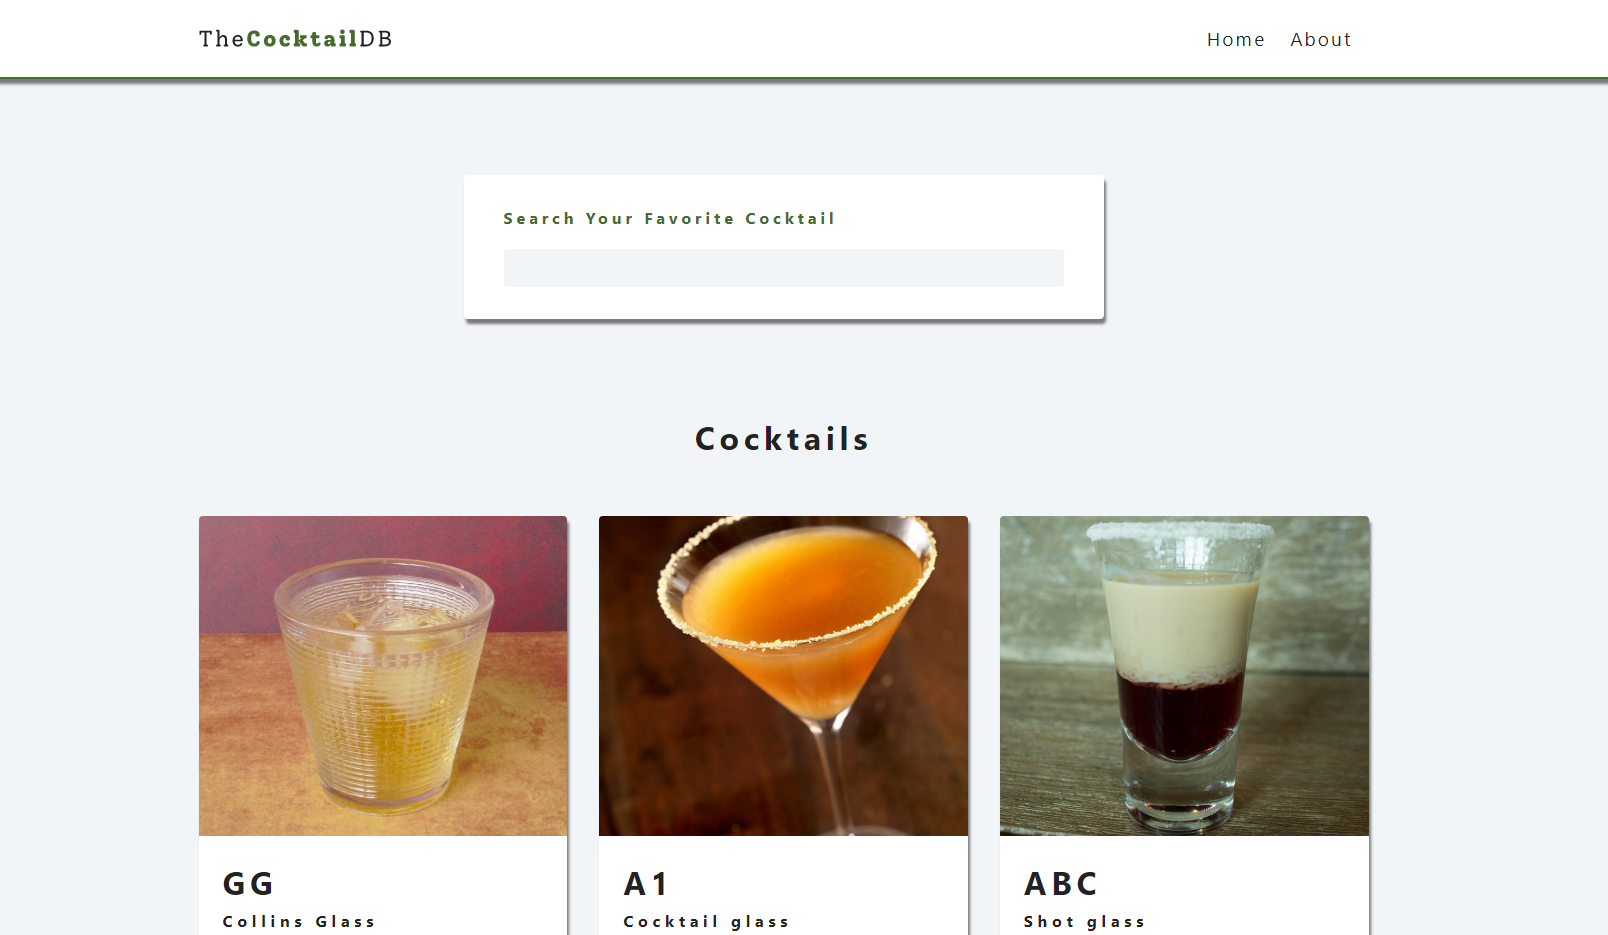 TheCocktailDB
Home About
Search Your Favorite Cocktail
Cocktails
GG
Collins Glass
A1
Cocktail glass
ABC
Shot glass